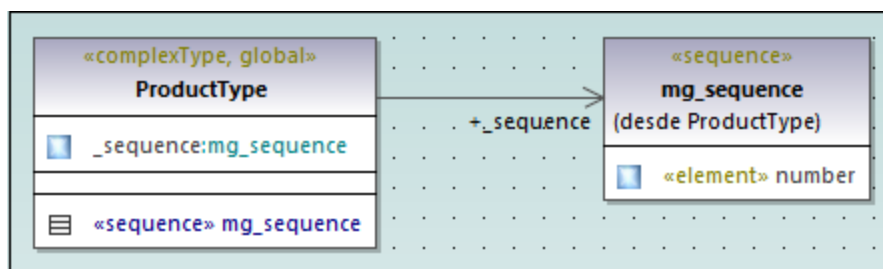 «complexType, global»
ProductType
_sequence:mg_sequence
«sequence» mg_sequence
+_sequence
«sequence»
mg_sequence
(desde ProductType)
«element» number